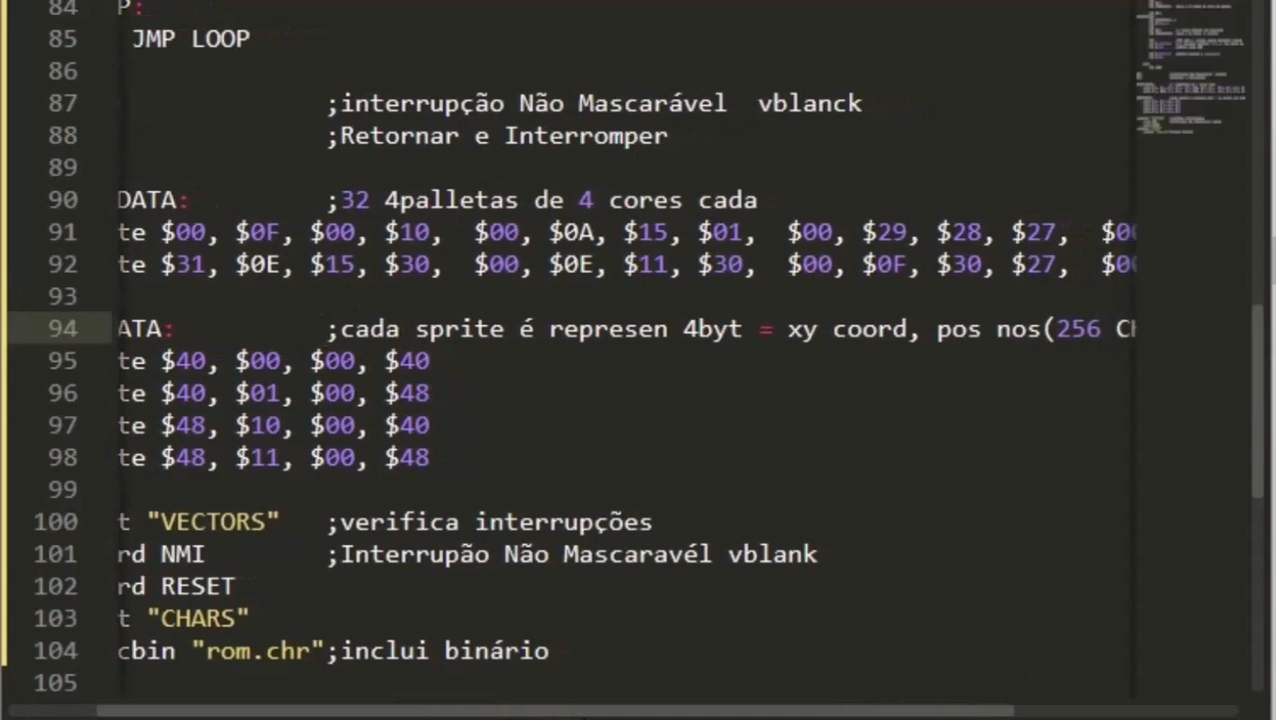 84 P:
85 JMP LOOP
86
87 ;interrupção Não Mascarável vblanck
88 ;Retornar e Interromper
89
90 DATA: ;32 4palletas de 4 cores cada
91 te $00, $0F, $00, $10, $00, $0A, $15, $01, $00, $29, $28, $27, $00
92 te $31, $0E, $15, $30, $00, $0E, $11, $30, $00, $0F, $30, $27, $00
93
94 ATA: ;cada sprite é represen 4byt = xy coord, pos nos(256 CH
95 te $40, $00, $00, $40
96 te $40, $01, $00, $48
97 te $48, $10, $00, $40
98 te $48, $11, $00, $48
99
100 t "VECTORS" ;verifica interrupções
101 rd NMI ;Interrupão Não Mascaravél vblank
102 rd RESET
103 t "CHARS"
104 cbin "rom.chr";inclui binário
105